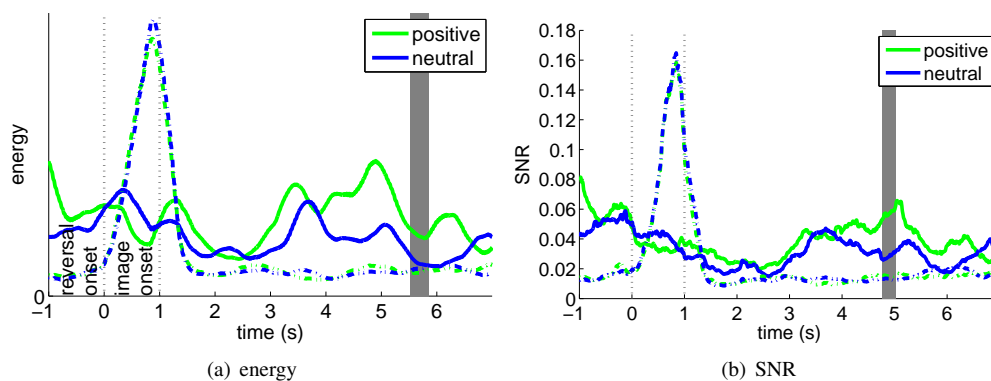 positive
neutral
energy
reversal
onset
image
onset
0
−1 0 1 2 3 4 5 6
time (s)
(a) energy
positive
neutral
SNR
0.18
0.16
0.14
0.12
0.1
0.08
0.06
0.04
0.02
0
−1 0 1 2 3 4 5 6
time (s)
(b) SNR